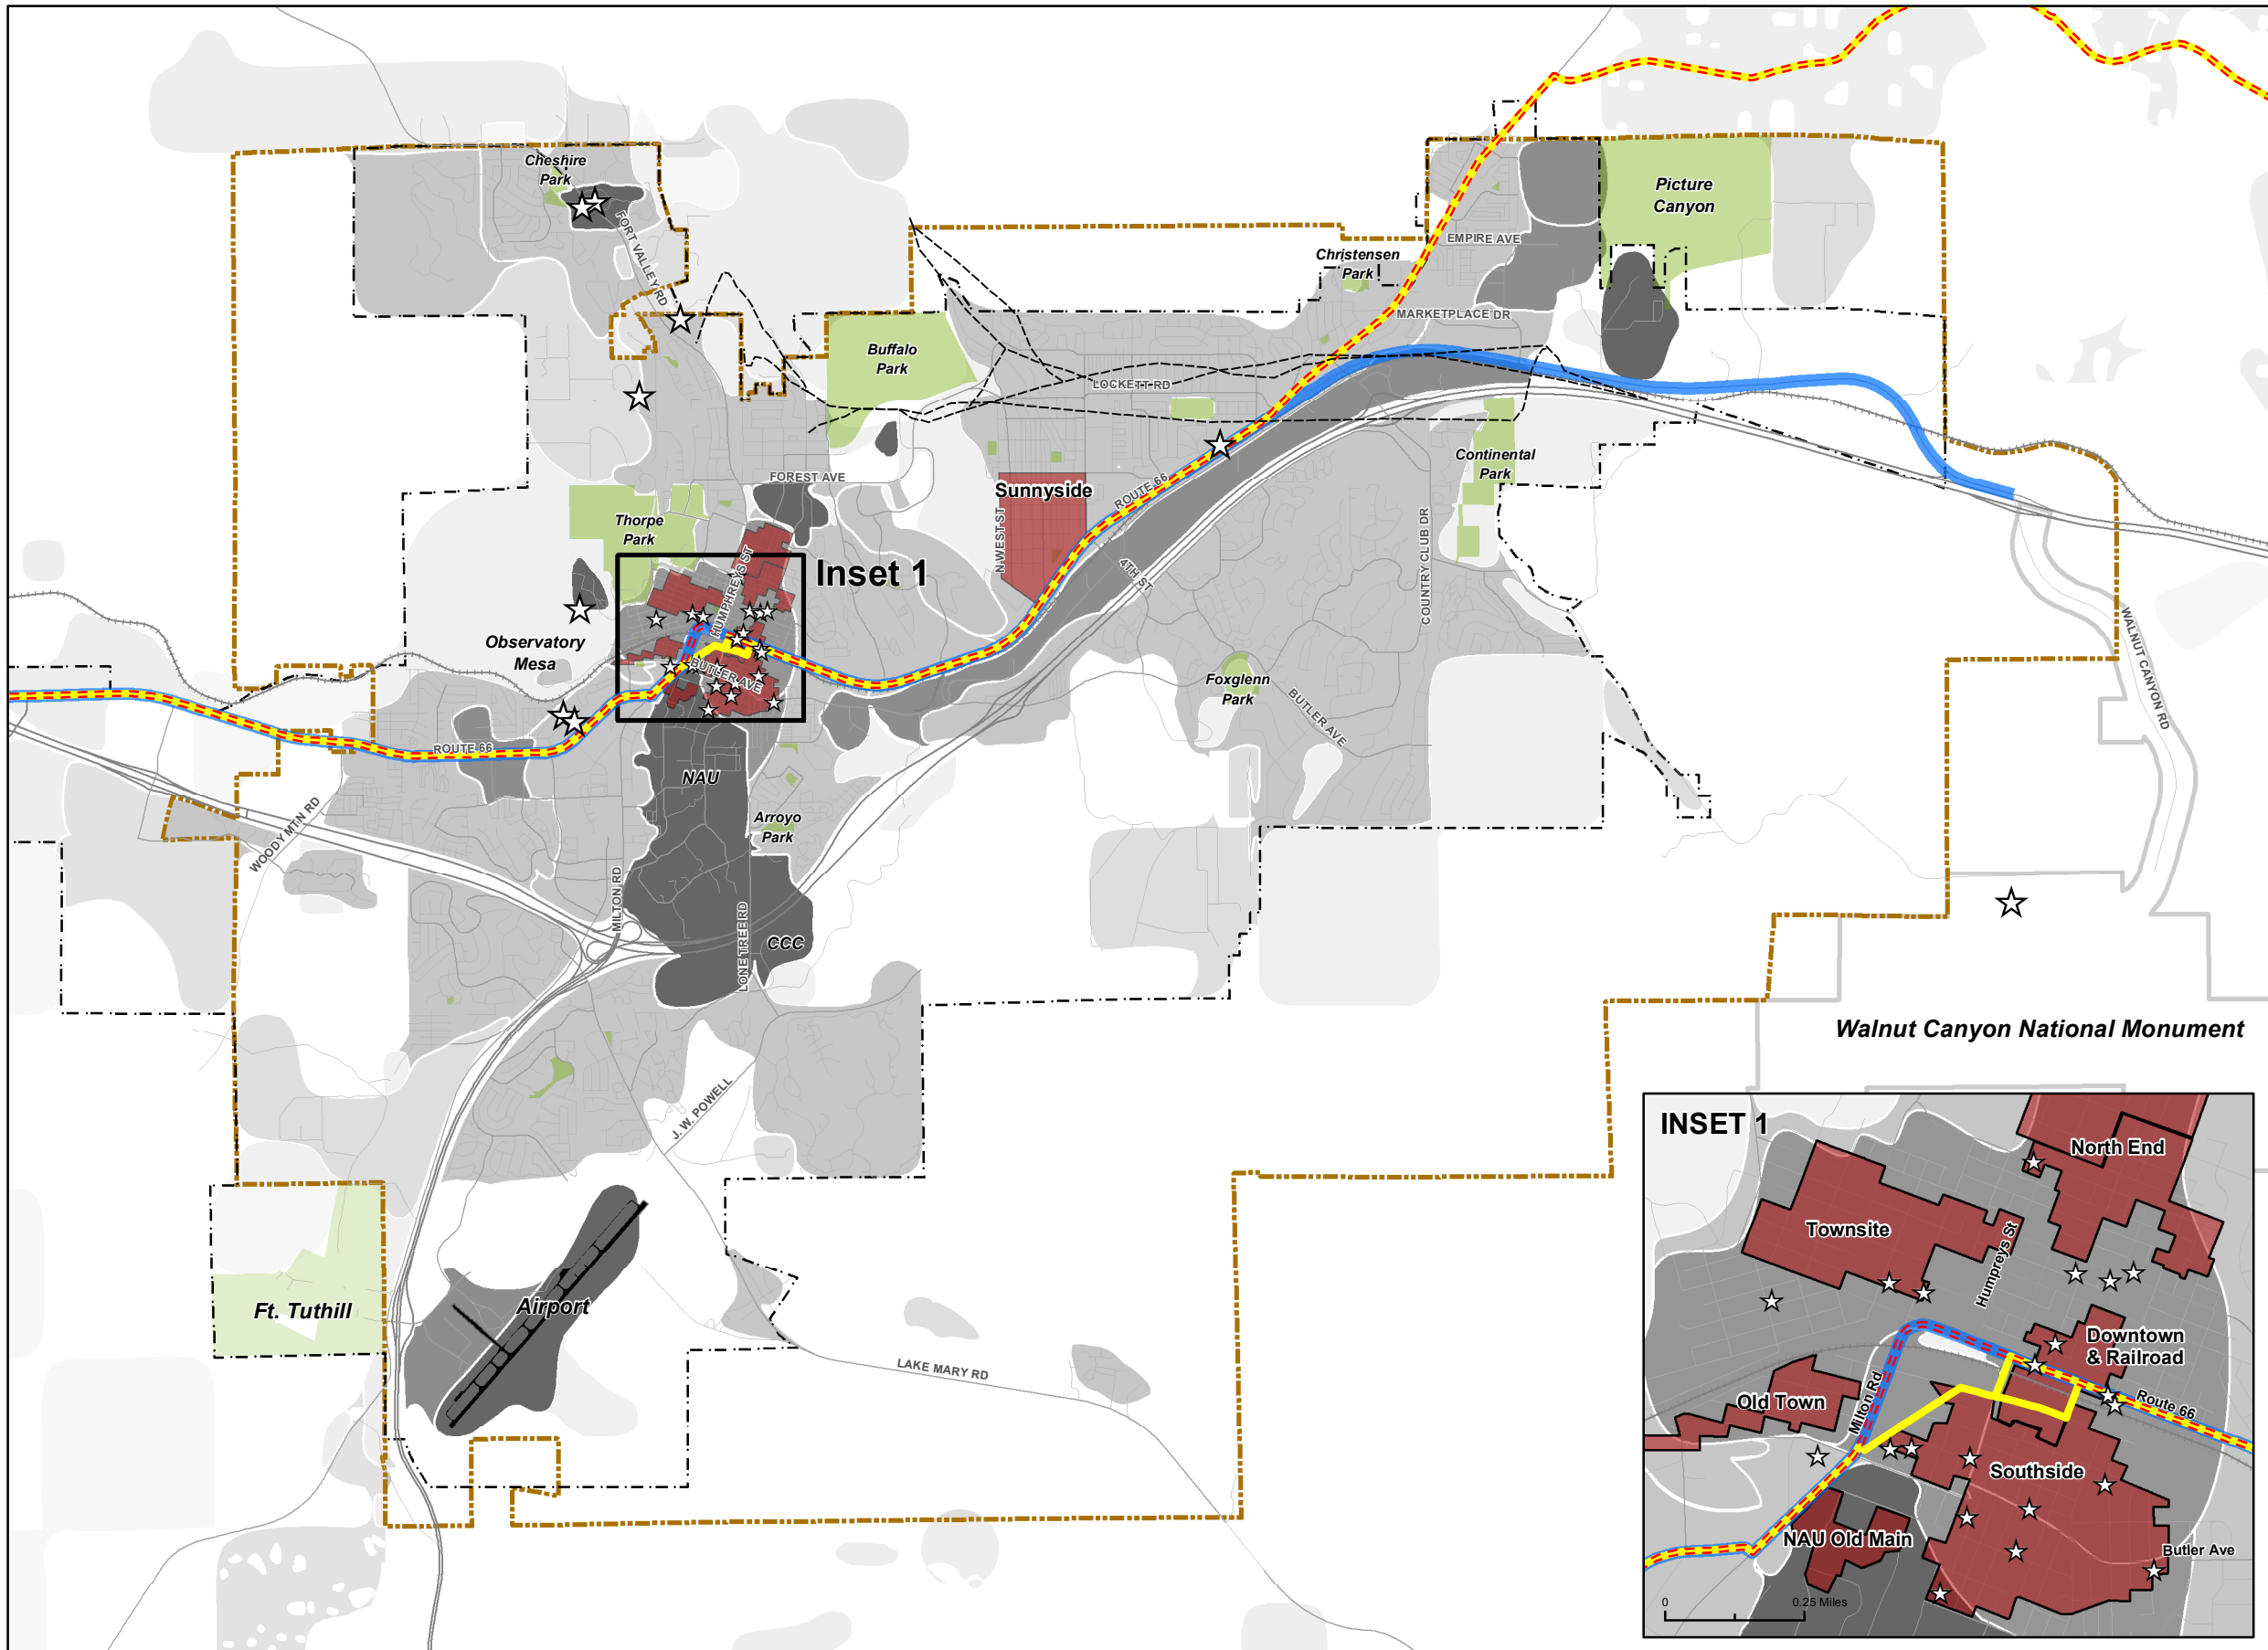 Cheshire
Park
FORT VALLEY RD
Picture
Canyon
EMPIRE AVE
Christensen
Park
MARKETPLACE DR
Buffalo
Park
LOCKETT RD
Continental
Park
FOREST AVE
Sunnyside
ROUTE 66
N WEST ST
Thorpe
Park
Inset 1
HUMPHREYS ST
4TH ST
COUNTRY CLUB DR
Observatory
Mesa
BUTLER AVE
Foxglenn
Park
BUTLER AVE
WALNUT CANYON RD
ROUTE 66
NAU
Arroyo
Park
WOODY MTN RD
MILTON RD
LONE TREE RD
CCC
Walnut Canyon National Monument
J. W. POWELL
Ft. Tuthill
Airport
LAKE MARY RD
INSET 1
North End
Townsite
Humpreys St
Downtown
& Railroad
Old Town
Milton Rd
Route 66
Southside
NAU Old Main
Butler Ave
0
0.25 Miles